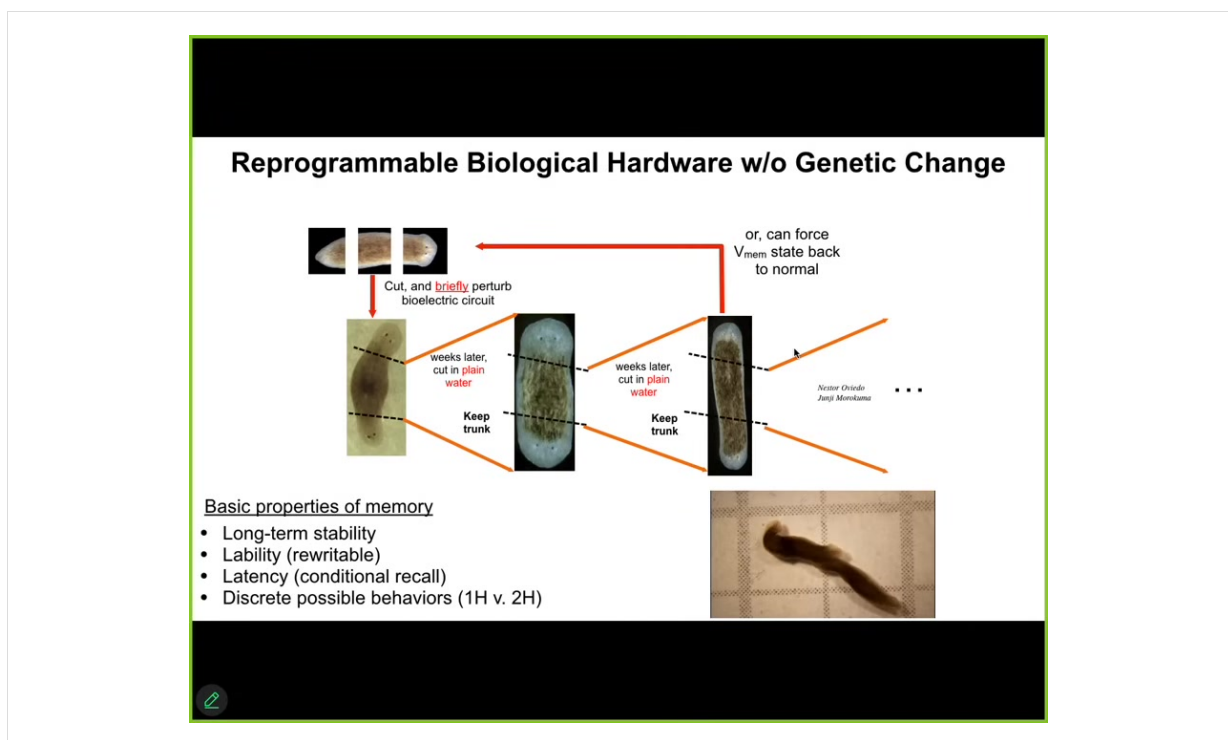 Reprogrammable Biological Hardware w/o Genetic Change
or, can force
Vmem state back
to normal
Cut, and briefly perturb
bioelectric circuit
weeks later,
cut in plain
water
Keep
trunk
weeks later,
cut in plain
water
Keep
trunk
Nestor Oviedo
Junji Morokuma
...
Basic properties of memory
• Long-term stability
• Lability (rewritable)
• Latency (conditional recall)
• Discrete possible behaviors (1H v. 2H)